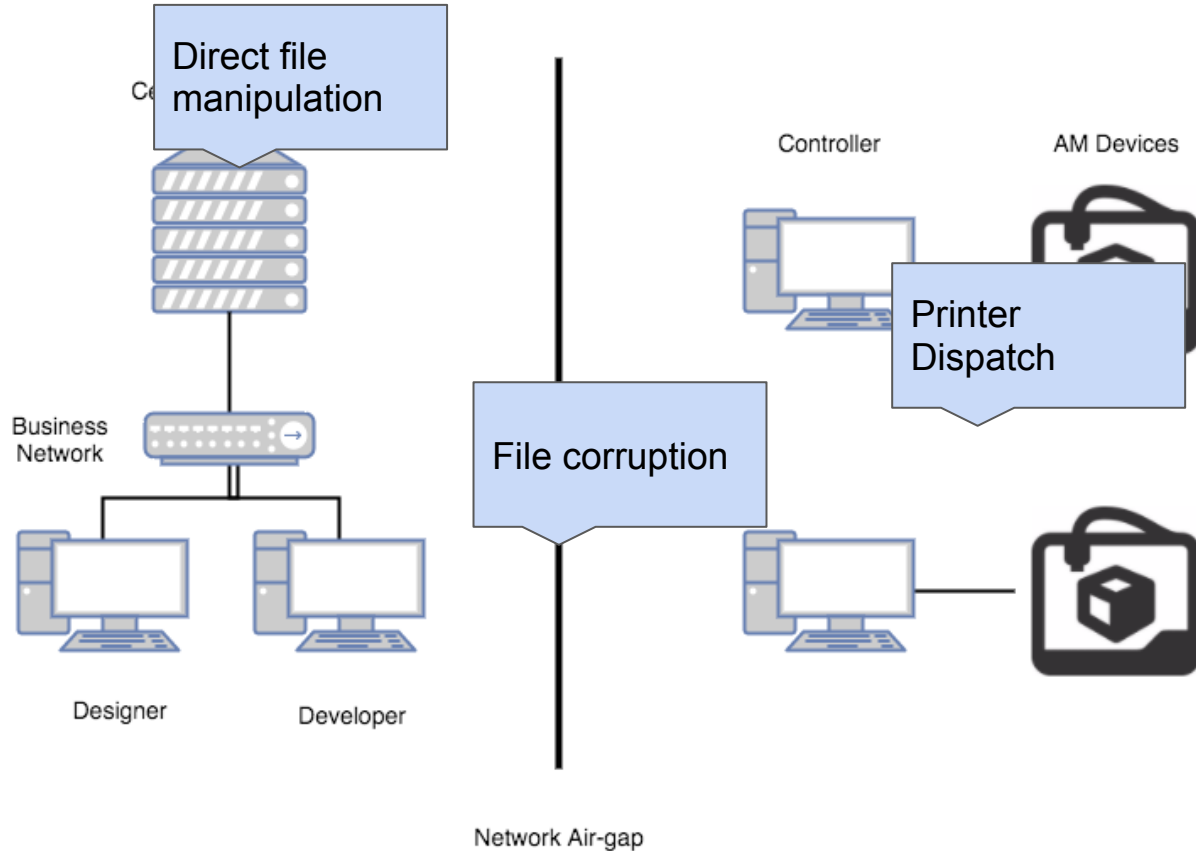 Direct file
manipulation
Controller
AM Devices
Printer
Dispatch
Business
Network
File corruption
Designer
Developer
Network Air-gap